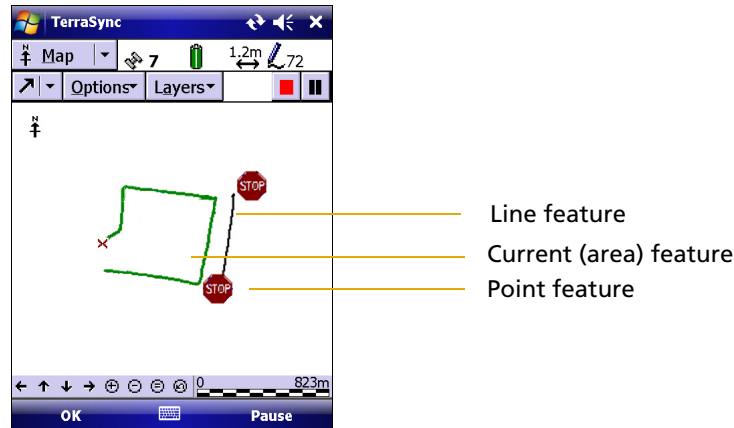 TerraSync
N Map 7 1.2m 72
Options Layers
N
STOP
Line feature
Current (area) feature
STOP
Point feature
0 823m
OK Pause